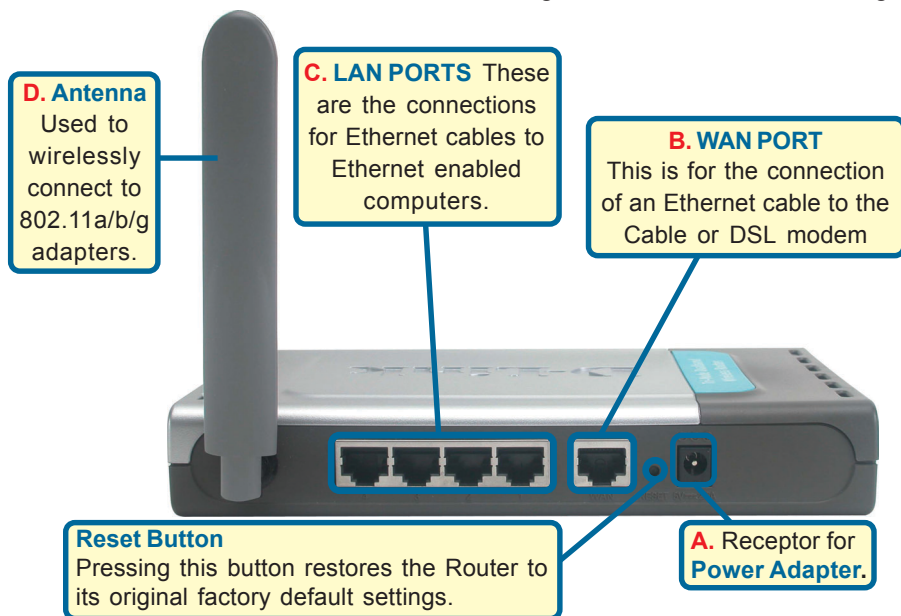 D. Antenna
Used to
wirelessly
connect to
802.11a/b/g
adapters.
C. LAN PORTS These
are the connections
for Ethernet cables to
Ethernet enabled
computers.
B. WAN PORT
This is for the connection
of an Ethernet cable to the
Cable or DSL modem
Reset Button
Pressing this button restores the Router to
its original factory default settings.
A. Receptor for
Power Adapter.